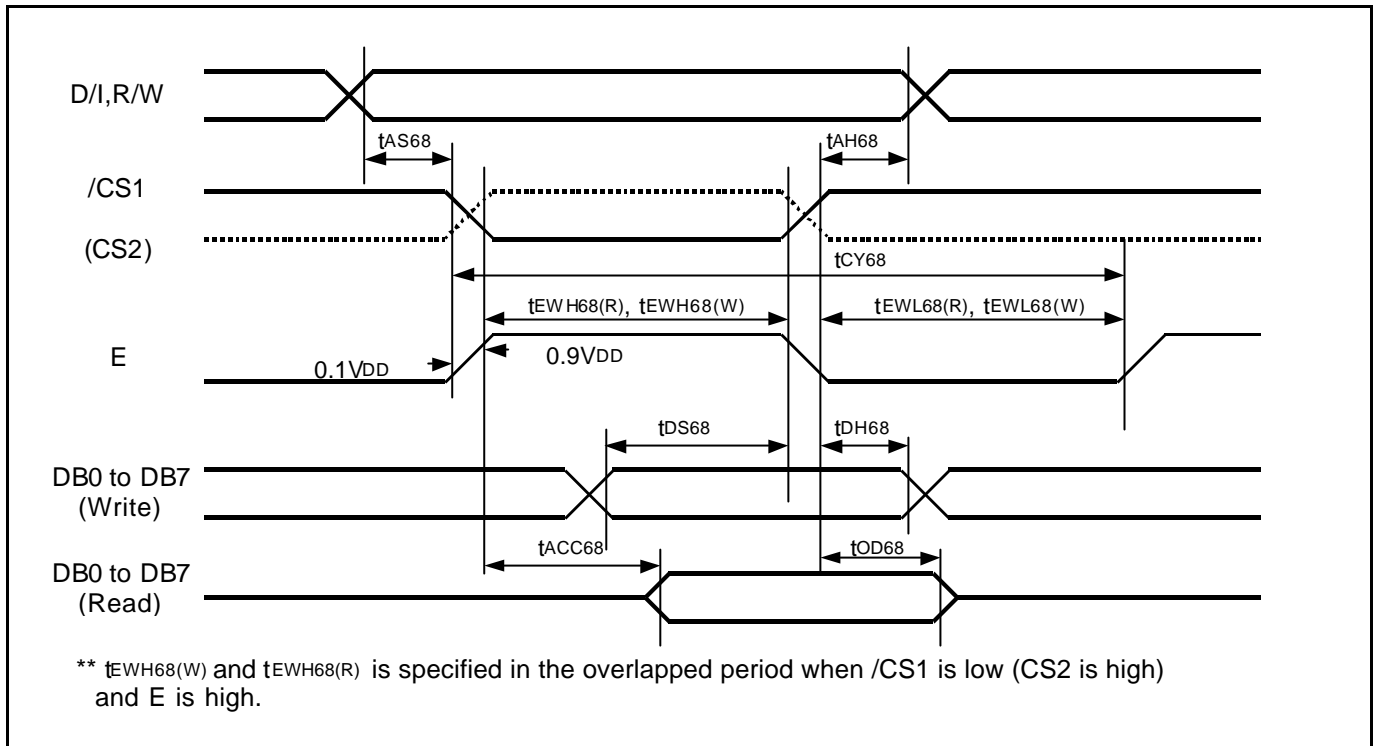 D/I,R/W
tAS68
tAH68
/CS1
(CS2)
tCY68
tEWH68(R), tEWH68(W)
tEWL68(R), tEWL68(W)
E
0.1VDD
0.9VDD
tDS68
tDH68
DB0 to DB7
(Write)
tACC68
tOD68
DB0 to DB7
(Read)
** tEWH68(W) and tEWH68(R) is specified in the overlapped period when /CS1 is low (CS2 is high)
and E is high.